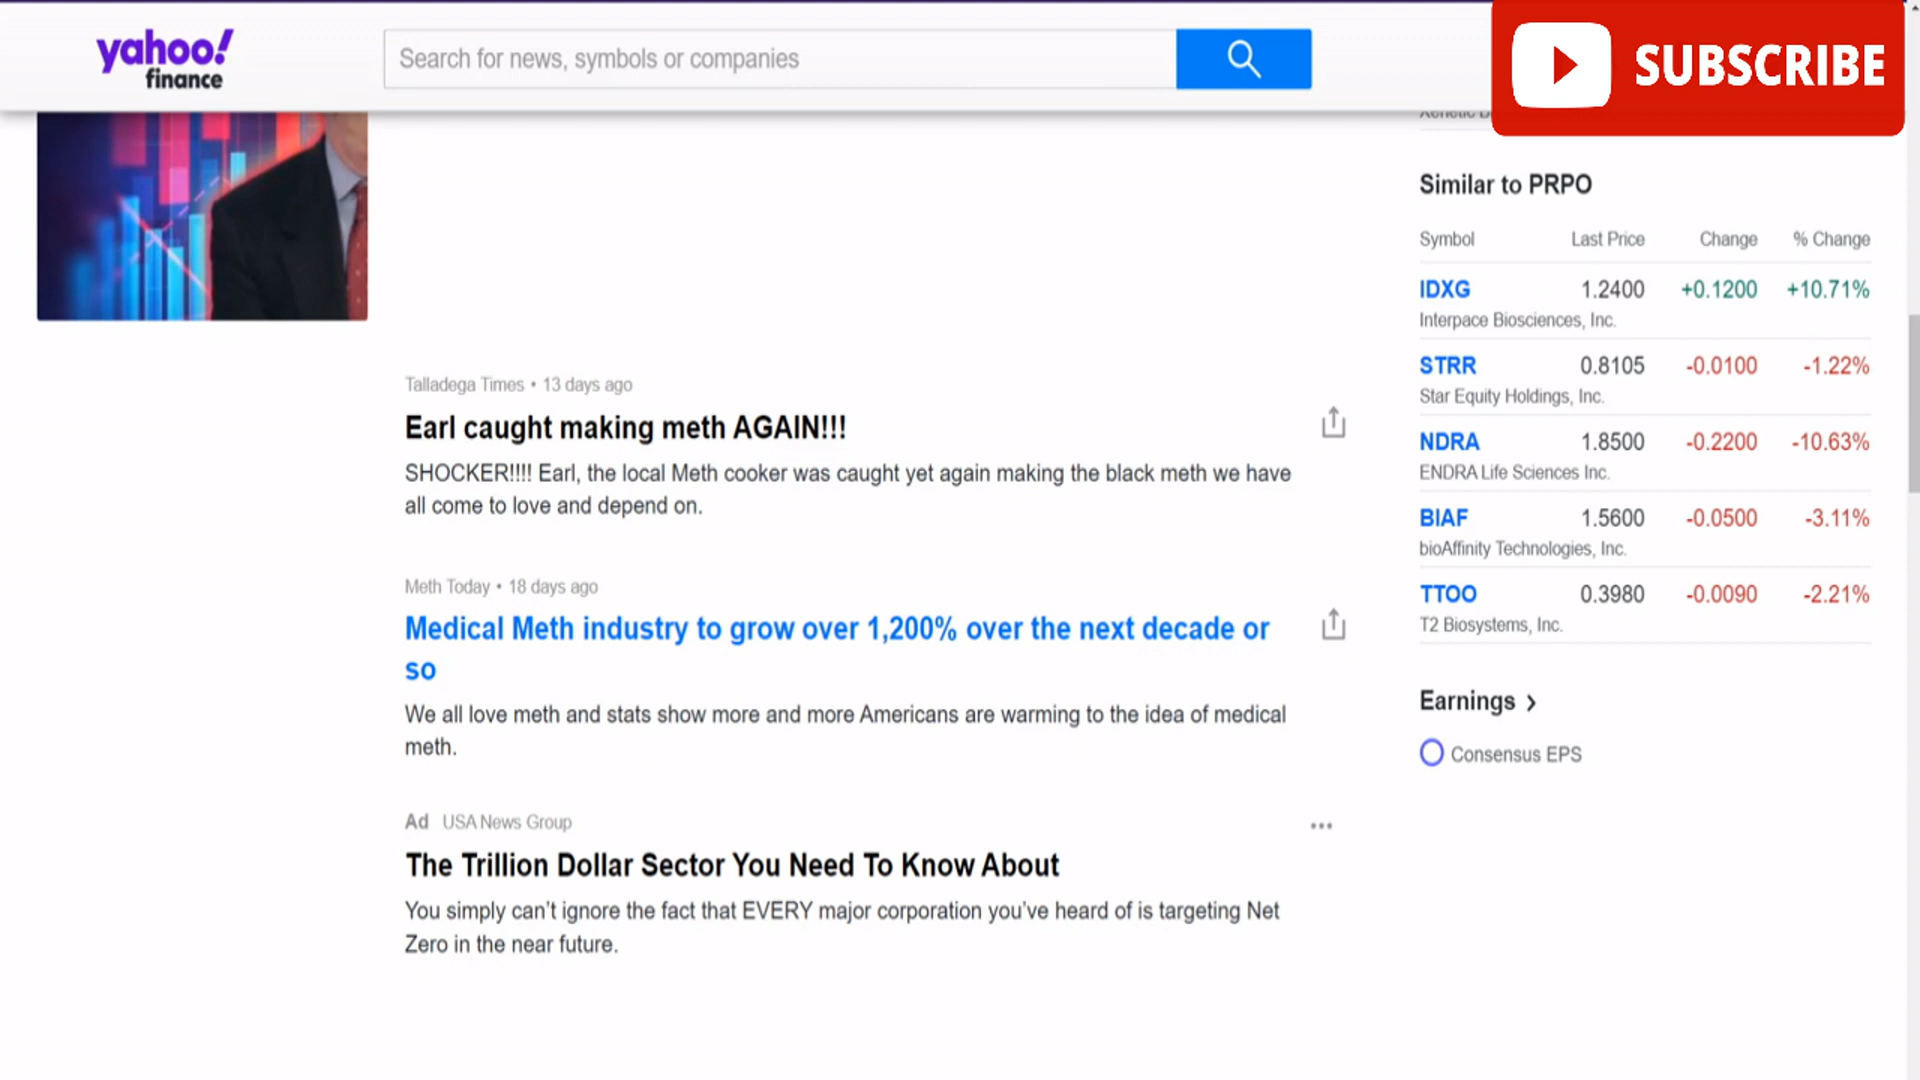 yahoo!
finance
Search for news, symbols or companies
SUBSCRIBE
Similar to PRPO
Symbol Last Price Change % Change
IDXG 1.2400 +0.1200 +10.71%
Interpace Biosciences, Inc.
STRR 0.8105 -0.0100 -1.22%
Star Equity Holdings, Inc.
NDRA 1.8500 -0.2200 -10.63%
ENDRA Life Sciences Inc.
BIAF 1.5600 -0.0500 -3.11%
bioAffinity Technologies, Inc.
TTOO 0.3980 -0.0090 -2.21%
T2 Biosystems, Inc.
Earnings >
Consensus EPS
Talladega Times • 13 days ago
Earl caught making meth AGAIN!!!
SHOCKER!!!! Earl, the local Meth cooker was caught yet again making the black meth we have
all come to love and depend on.
Meth Today • 18 days ago
Medical Meth industry to grow over 1,200% over the next decade or
so
We all love meth and stats show more and more Americans are warming to the idea of medical
meth.
Ad USA News Group
The Trillion Dollar Sector You Need To Know About
You simply can't ignore the fact that EVERY major corporation you've heard of is targeting Net
Zero in the near future.